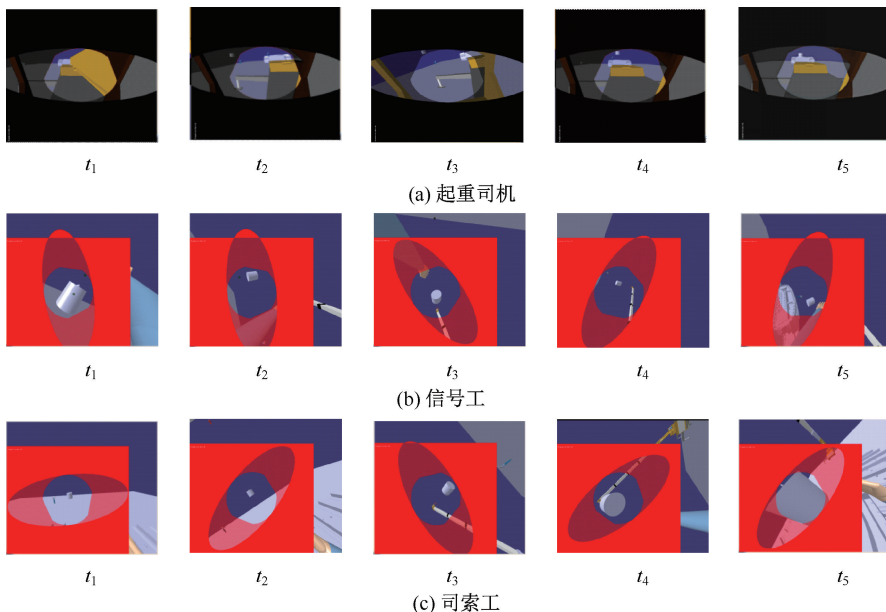 t₁ t₂ t₃ t₄ t₅
(a) 起重司机
t₁ t₂ t₃ t₄ t₅
(b) 信号工
t₁ t₂ t₃ t₄ t₅
(c) 司索工